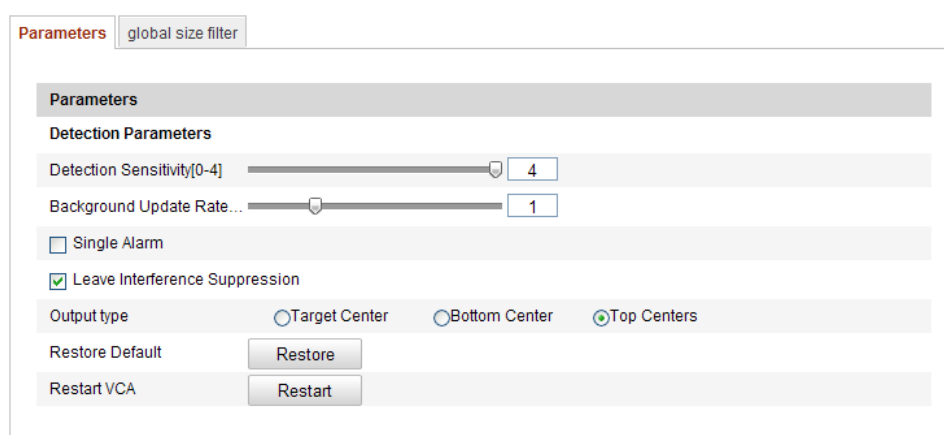 Parameters global size filter
Parameters
Detection Parameters
Detection Sensitivity[0-4] 4
Background Update Rate... 1
Single Alarm
Leave Interference Suppression
Output type Target Center Bottom Center Top Centers
Restore Default Restore
Restart VCA Restart